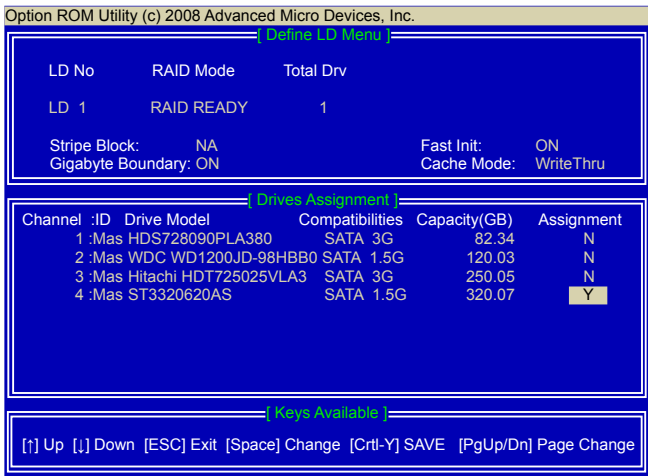 Option ROM Utility (c) 2008 Advanced Micro Devices, Inc.
[ Define LD Menu ]
LD No RAID Mode Total Drv
LD 1 RAID READY 1
Stripe Block: NA Fast Init: ON
Gigabyte Boundary: ON Cache Mode: WriteThru
[ Drives Assignment ]
Channel :ID Drive Model Compatibilities Capacity(GB) Assignment
1 :Mas HDS728090PLA380 SATA 3G 82.34 N
2 :Mas WDC WD1200JD-98HBB0 SATA 1.5G 120.03 N
3 :Mas Hitachi HDT725025VLA3 SATA 3G 250.05 N
4 :Mas ST3320620AS SATA 1.5G 320.07 Y
[ Keys Available ]
[↑] Up [↓] Down [ESC] Exit [Space] Change [Crtl-Y] SAVE [PgUp/Dn] Page Change